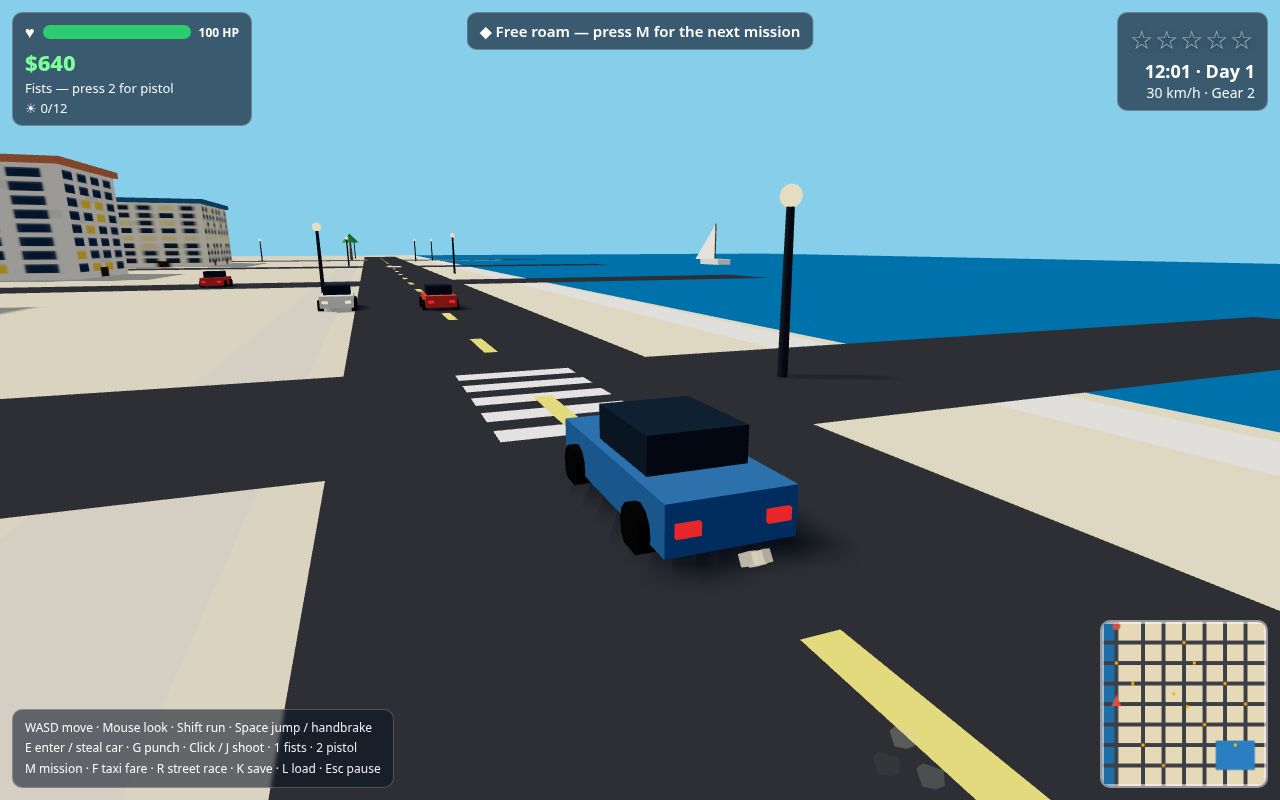 ♥ 100 HP
$640
Fists — press 2 for pistol
☀ 0/12
◆ Free roam — press M for the next mission
☆☆☆☆☆
12:01 · Day 1
30 km/h · Gear 2
WASD move · Mouse look · Shift run · Space jump / handbrake
E enter / steal car · G punch · Click / J shoot · 1 fists · 2 pistol
M mission · F taxi fare · R street race · K save · L load · Esc pause